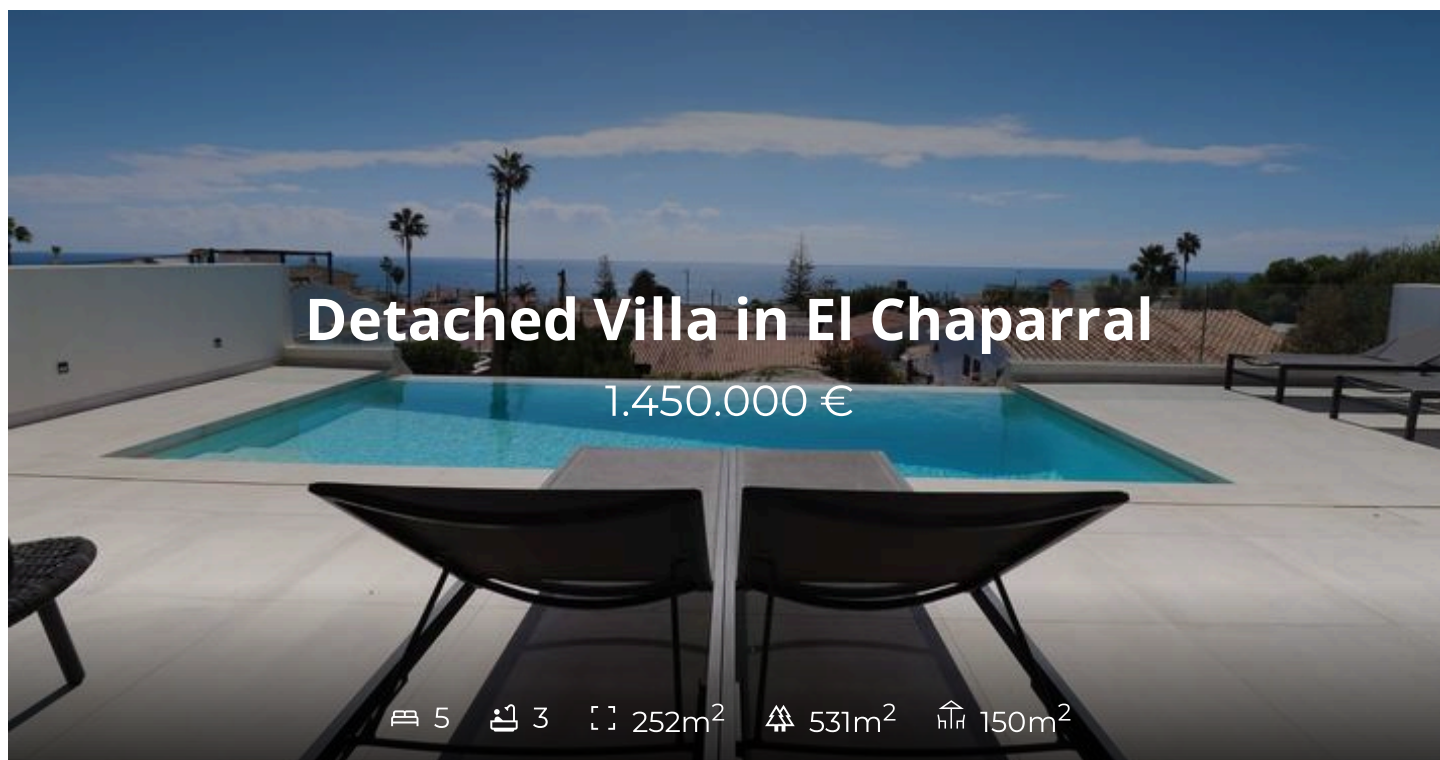 Detached Villa in El Chaparral
1.450.000 €
5 3 252m² 531m² 150m²